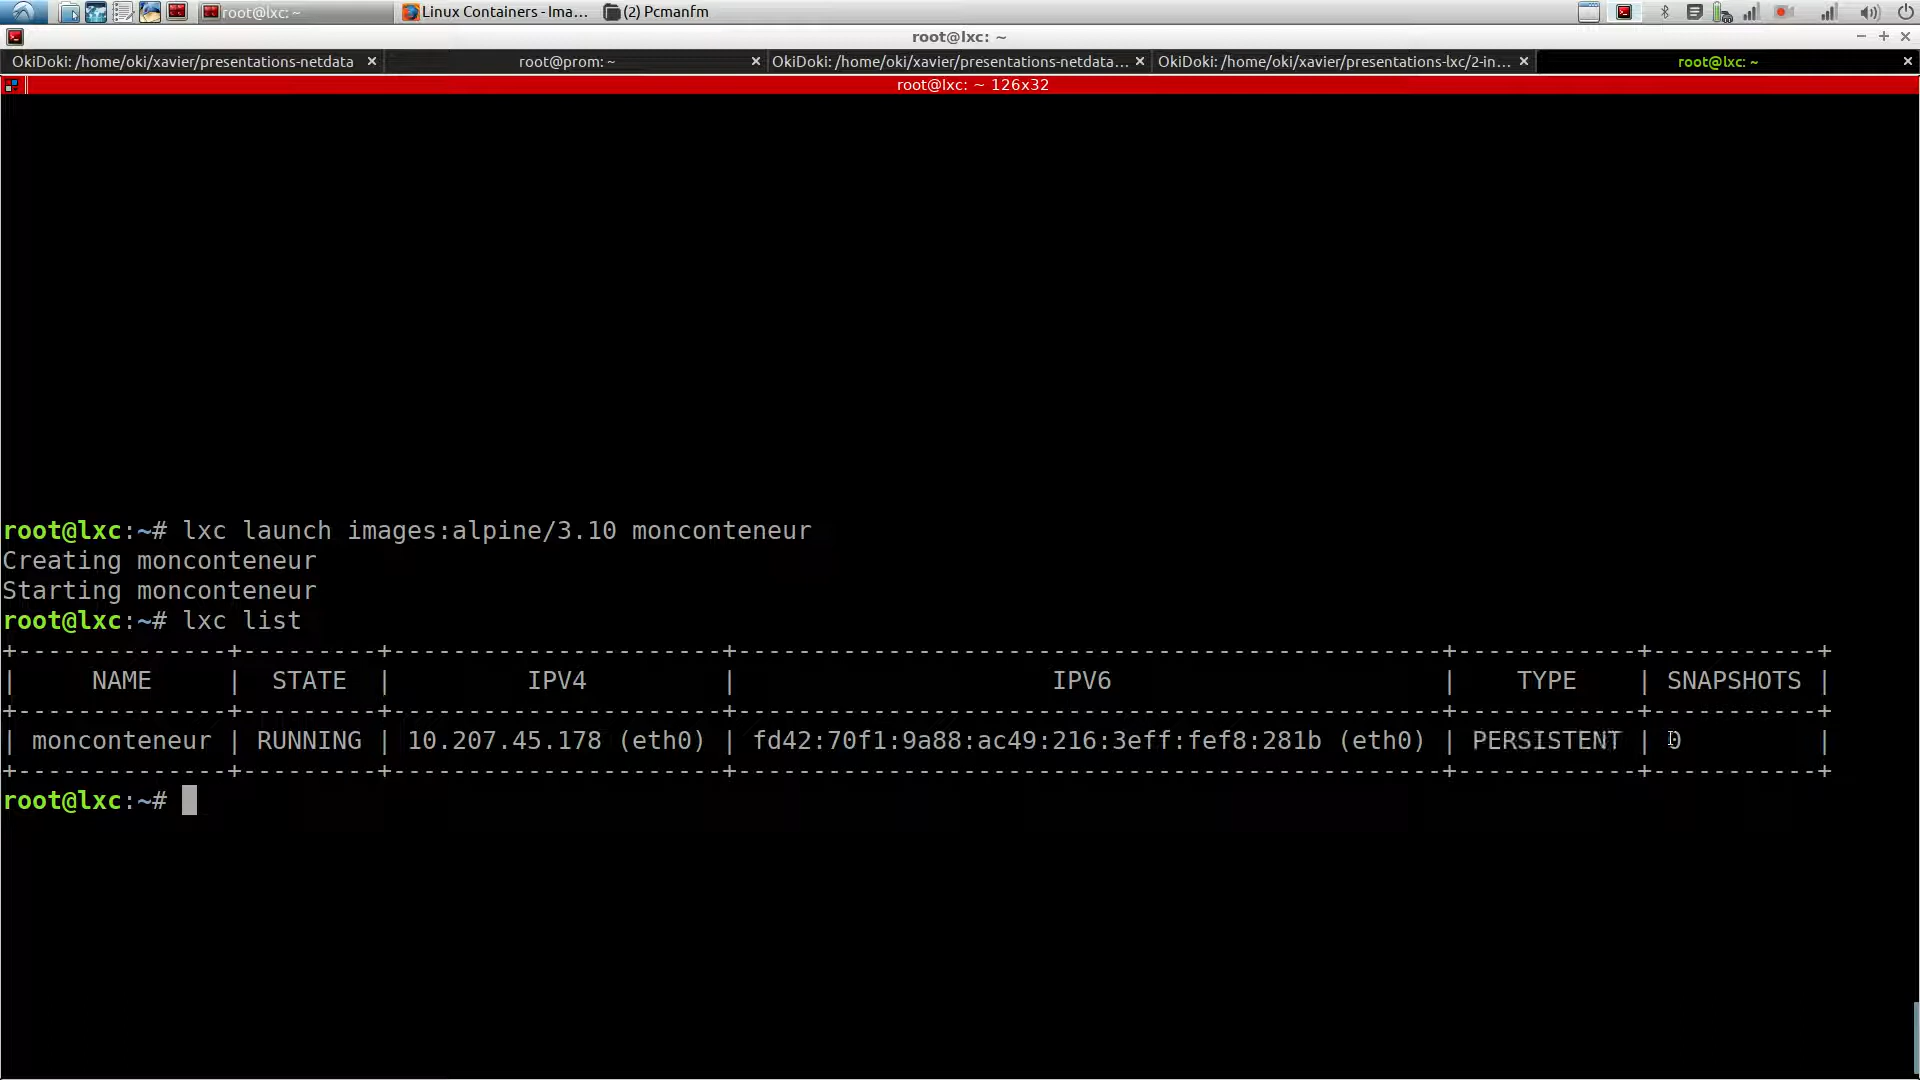 root@lxc: ~
Linux Containers - Ima...
(2) Pcmanfm
root@lxc: ~
OkiDoki: /home/oki/xavier/presentations-netdata
root@prom: ~
OkiDoki: /home/oki/xavier/presentations-netdata...
OkiDoki: /home/oki/xavier/presentations-lxc/2-in...
root@lxc: ~
root@lxc: ~ 126x32
root@lxc:~# lxc launch images:alpine/3.10 monconteneur
Creating monconteneur
Starting monconteneur
root@lxc:~# lxc list
+--------------+---------+-----------------------+-----------------------------------------------+------------+-----------+
|     NAME     |  STATE  |         IPV4          |                     IPV6                      |    TYPE    | SNAPSHOTS |
+--------------+---------+-----------------------+-----------------------------------------------+------------+-----------+
| monconteneur | RUNNING | 10.207.45.178 (eth0) | fd42:70f1:9a88:ac49:216:3eff:fef8:281b (eth0) | PERSISTENT | 0         |
+--------------+---------+-----------------------+-----------------------------------------------+------------+-----------+
root@lxc:~#